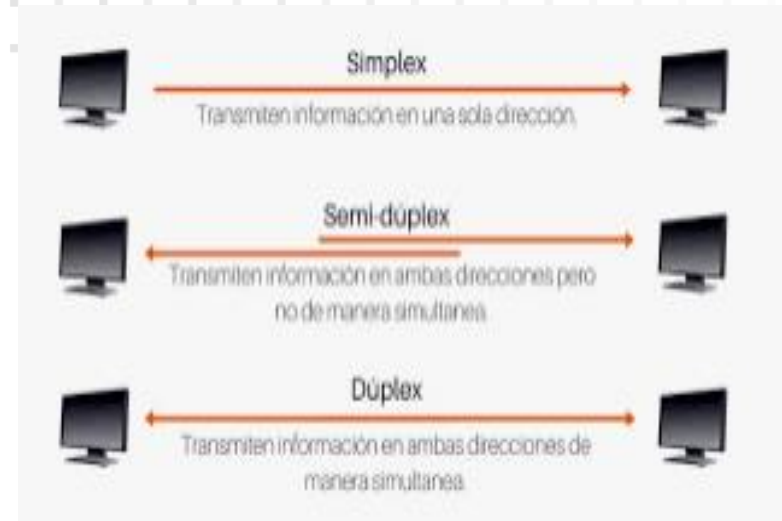 Simplex
Transmiten información en una sola dirección.
Semi-dúplex
Transmiten información en ambas direcciones pero
no de manera simultanea.
Dúplex
Transmiten información en ambas direcciones de
manera simultanea.